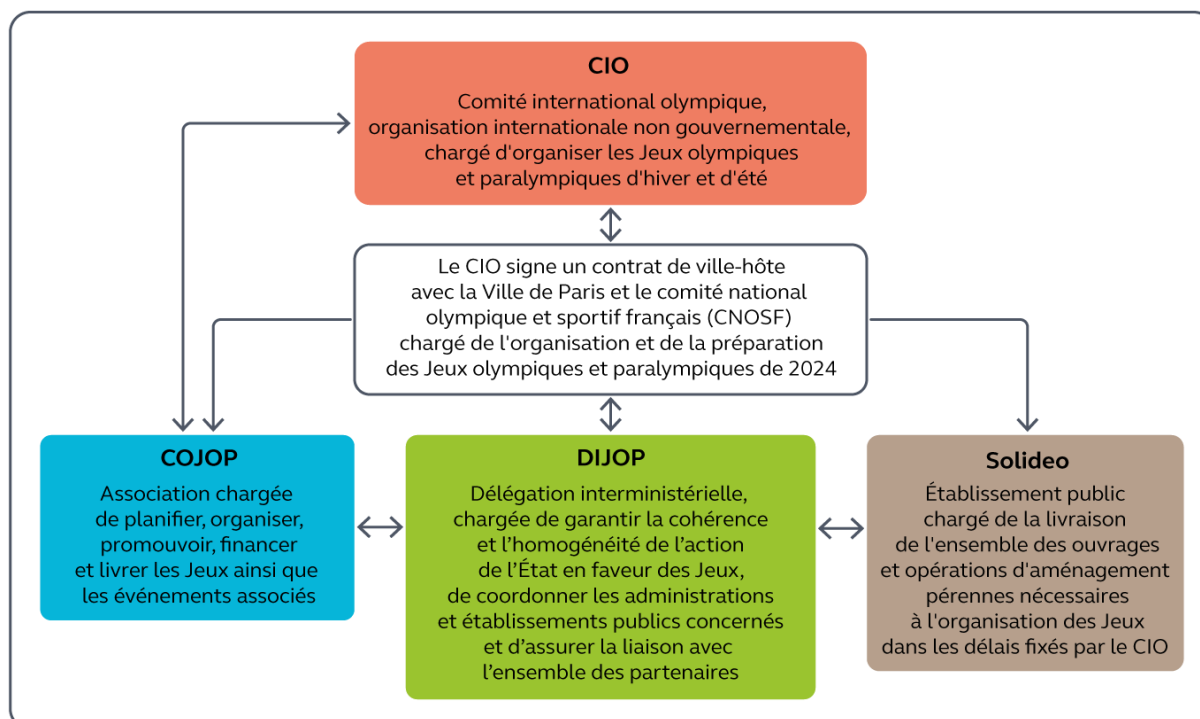 CIO
Comité international olympique,
organisation internationale non gouvernementale,
chargé d'organiser les Jeux olympiques
et paralympiques d'hiver et d'été
Le CIO signe un contrat de ville-hôte
avec la Ville de Paris et le comité national
olympique et sportif français (CNOSF)
chargé de l'organisation et de la préparation
des Jeux olympiques et paralympiques de 2024
COJOP
Association chargée
de planifier, organiser,
promouvoir, financer
et livrer les Jeux ainsi que
les événements associés
DIJOP
Délégation interministérielle,
chargée de garantir la cohérence
et l’homogénéité de l’action
de l’État en faveur des Jeux,
de coordonner les administrations
et établissements publics concernés
et d’assurer la liaison avec
l’ensemble des partenaires
Solideo
Établissement public
chargé de la livraison
de l'ensemble des ouvrages
et opérations d'aménagement
pérennes nécessaires
à l'organisation des Jeux
dans les délais fixés par le CIO